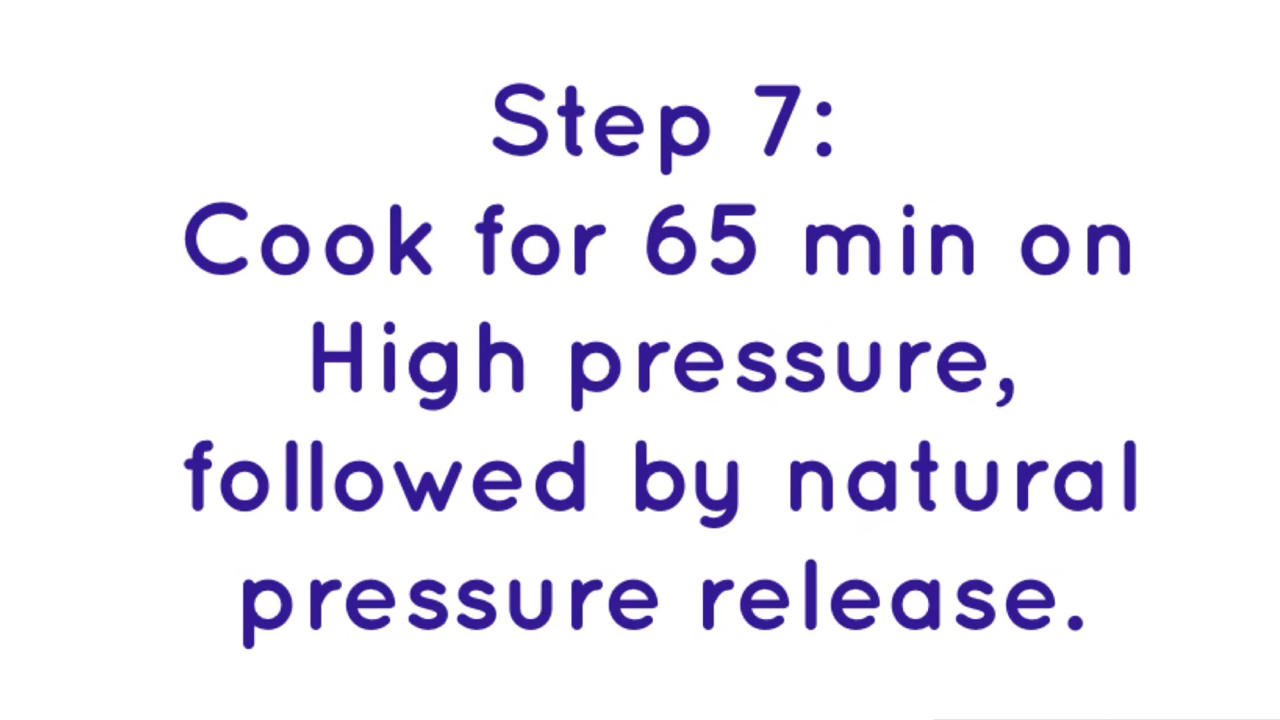 Step 7:
Cook for 65 min on
High pressure,
followed by natural
pressure release.